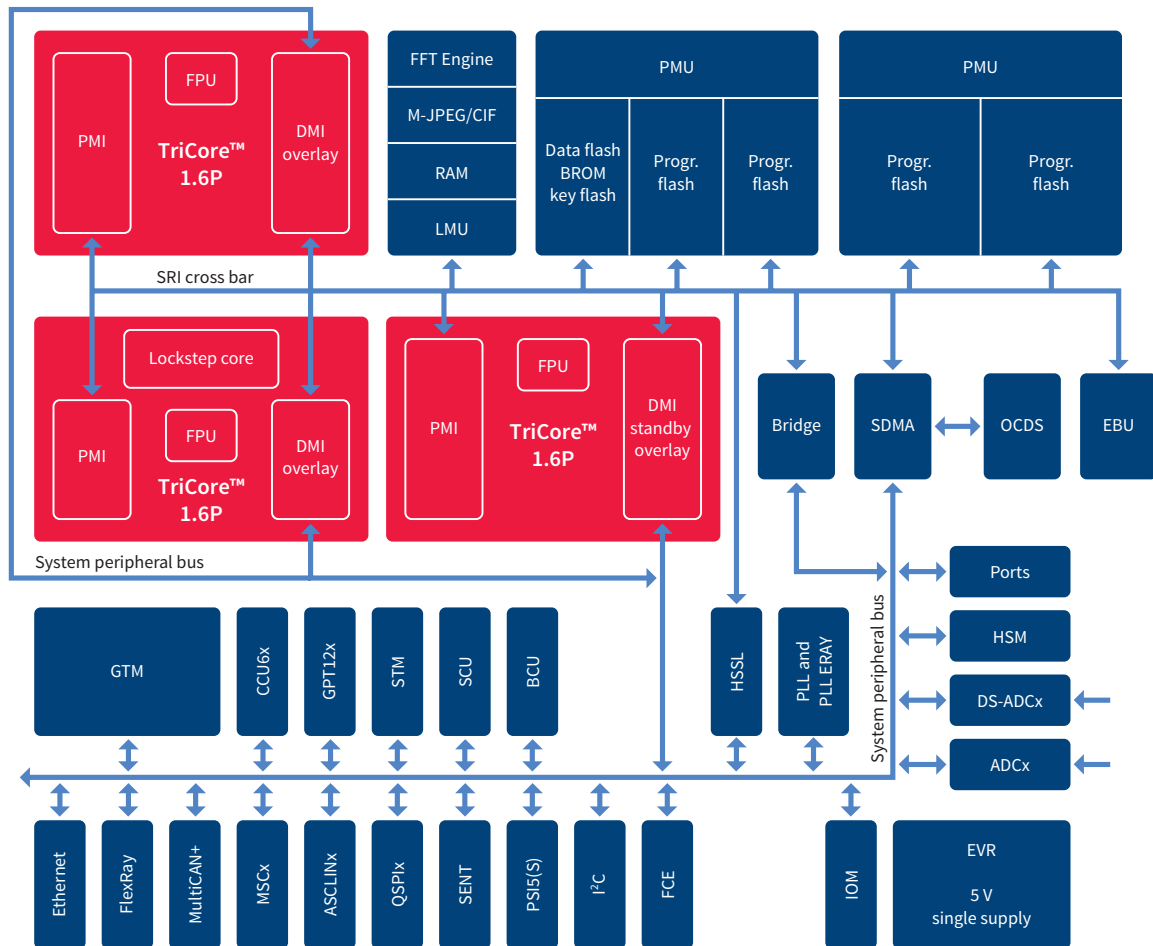 FPU
PMI
DMI
overlay
TriCore™
1.6P
FFT Engine
M-JPEG/CIF
RAM
LMU
PMU
Data flash
BROM
key flash
Progr.
flash
Progr.
flash
PMU
Progr.
flash
Progr.
flash
SRI cross bar
Lockstep core
FPU
PMI
DMI
overlay
TriCore™
1.6P
FPU
PMI
DMI
standby
overlay
TriCore™
1.6P
Bridge
SDMA
OCDS
EBU
System peripheral bus
System peripheral bus
Ports
HSM
DS-ADCx
ADCx
GTM
CCU6x
GPT12x
STM
SCU
BCU
HSSL
PLL and
PLL ERAY
Ethernet
FlexRay
MultiCAN+
MSCx
ASCLINx
QSPIx
SENT
PSI5(S)
I²C
FCE
IOM
EVR
5 V
single supply